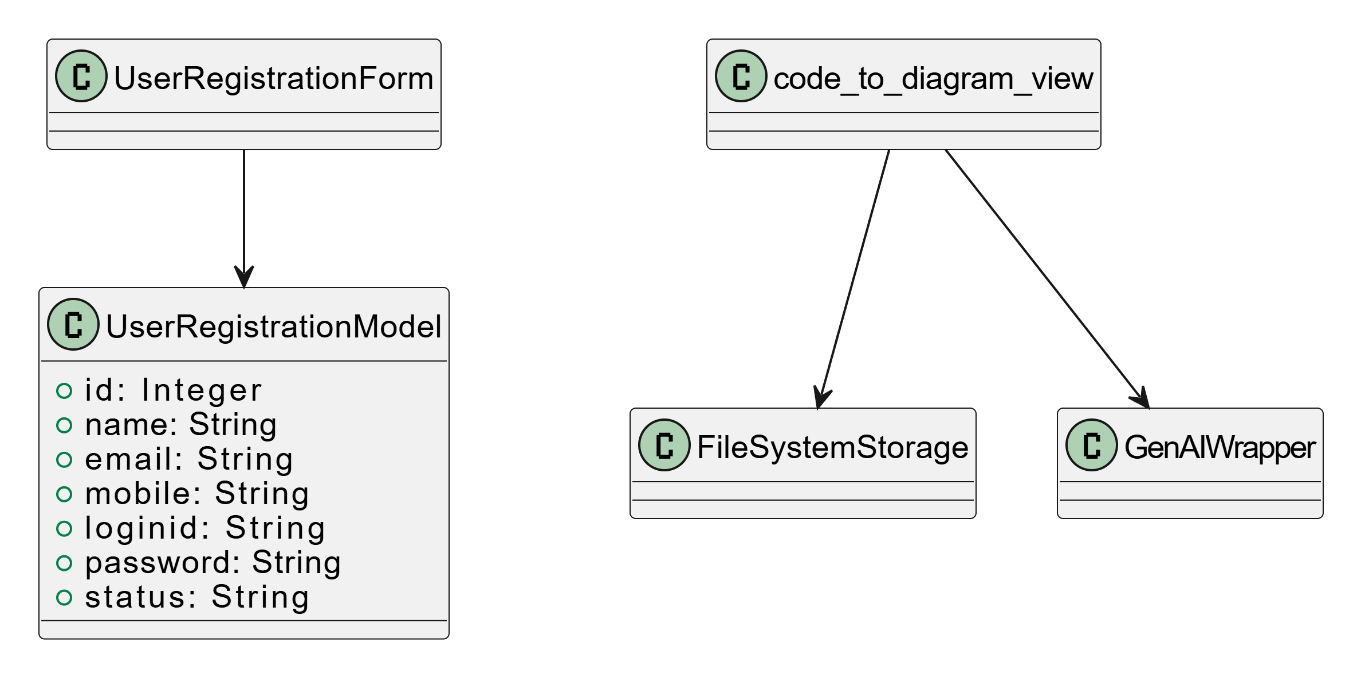 C UserRegistrationForm
C code_to_diagram_view
C UserRegistrationModel
id: Integer
name: String
email: String
mobile: String
loginid: String
password: String
status: String
C FileSystemStorage
C GenAIWrapper